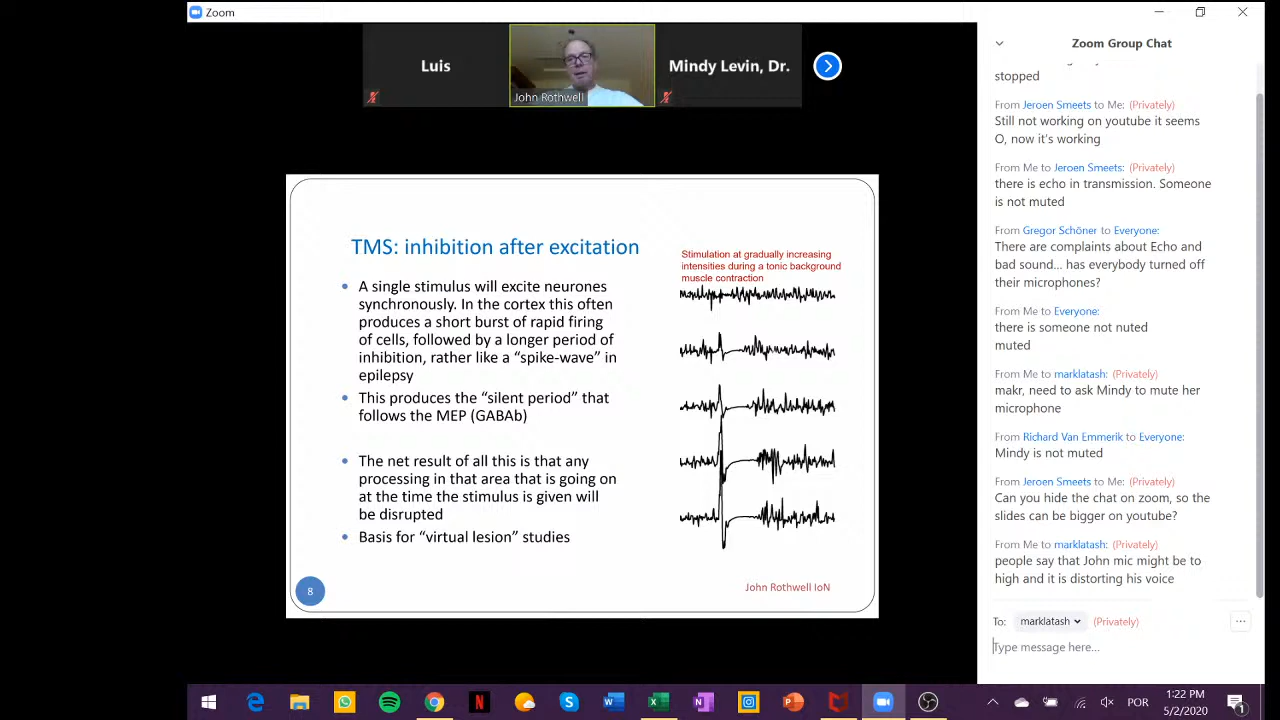 Zoom
Luis
John Rothwell
Mindy Levin, Dr.
TMS: inhibition after excitation
A single stimulus will excite neurones
synchronously. In the cortex this often
produces a short burst of rapid firing
of cells, followed by a longer period of
inhibition, rather like a “spike-wave” in
epilepsy
This produces the “silent period” that
follows the MEP (GABAb)
The net result of all this is that any
processing in that area that is going on
at the time the stimulus is given will
be disrupted
Basis for “virtual lesion” studies
Stimulation at gradually increasing
intensities during a tonic background
muscle contraction
8
John Rothwell IoN
Zoom Group Chat
stopped
From Jeroen Smeets to Me: (Privately)
Still not working on youtube it seems
O, now it's working
From Me to Jeroen Smeets: (Privately)
there is echo in transmission. Someone
is not muted
From Gregor Schöner to Everyone:
There are complaints about Echo and
bad sound... has everybody turned off
their microphones?
From Me to Everyone:
there is someone not nuted
muted
From Me to marklatash: (Privately)
makr, need to ask Mindy to mute her
microphone
From Richard Van Emmerik to Everyone:
Mindy is not muted
From Jeroen Smeets to Me: (Privately)
Can you hide the chat on zoom, so the
slides can be bigger on youtube?
From Me to marklatash: (Privately)
people say that John mic might be to
high and it is distorting his voice
To: marklatash (Privately)
Type message here...
POR
1:22 PM
5/2/2020
1